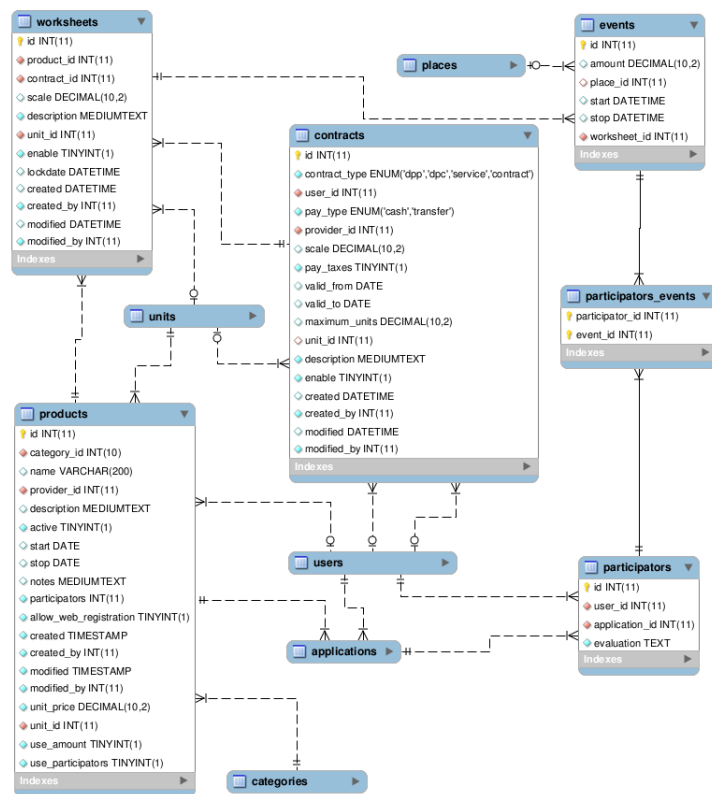 worksheets
id INT(11)
product_id INT(11)
contract_id INT(11)
scale DECIMAL(10,2)
description MEDIUMTEXT
unit_id INT(11)
enable TINYINT(1)
lockdate DATETIME
created DATETIME
created_by INT(11)
modified DATETIME
modified_by INT(11)
Indexes
places
events
id INT(11)
amount DECIMAL(10,2)
place_id INT(11)
start DATETIME
stop DATETIME
worksheet_id INT(11)
Indexes
contracts
id INT(11)
contract_type ENUM('dpp','dpc','service','contract')
user_id INT(11)
pay_type ENUM('cash','transfer')
provider_id INT(11)
scale DECIMAL(10,2)
pay_taxes TINYINT(1)
valid_from DATE
valid_to DATE
maximum_units DECIMAL(10,2)
unit_id INT(11)
description MEDIUMTEXT
enable TINYINT(1)
created DATETIME
created_by INT(11)
modified DATETIME
modified_by INT(11)
Indexes
units
participators_events
participator_id INT(11)
event_id INT(11)
Indexes
products
id INT(11)
category_id INT(10)
name VARCHAR(200)
provider_id INT(11)
description MEDIUMTEXT
active TINYINT(1)
start DATE
stop DATE
notes MEDIUMTEXT
participators INT(11)
allow_web_registration TINYINT(1)
created TIMESTAMP
created_by INT(11)
modified TIMESTAMP
modified_by INT(11)
unit_price DECIMAL(10,2)
unit_id INT(11)
use_amount TINYINT(1)
use_participators TINYINT(1)
Indexes
users
applications
participators
id INT(11)
user_id INT(11)
application_id INT(11)
evaluation TEXT
Indexes
categories